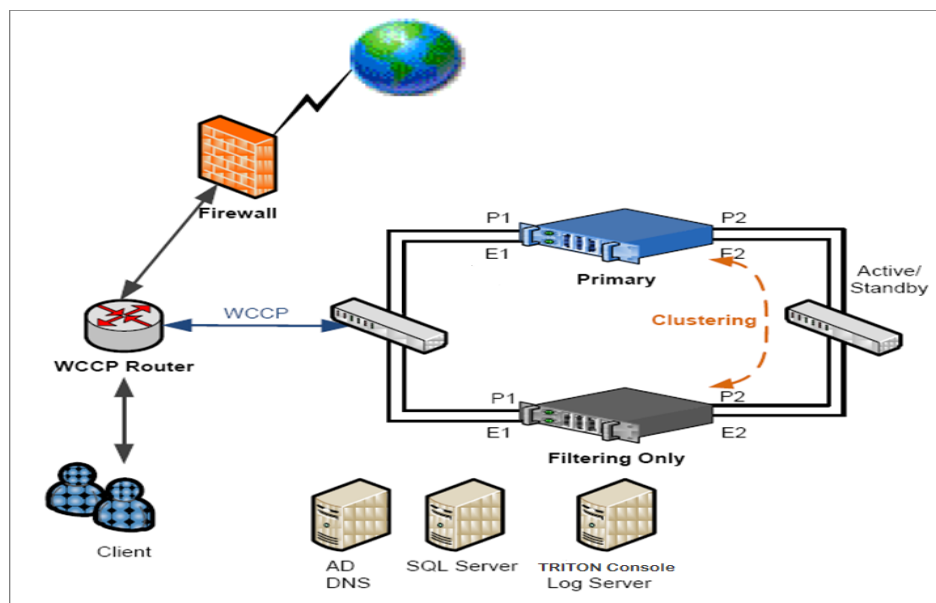 Firewall
P1
P2
E1
E2
Primary
Active/
Standby
WCCP
Clustering
WCCP Router
P1
P2
E1
E2
Filtering Only
Client
AD
DNS
SQL Server
TRITON Console
Log Server